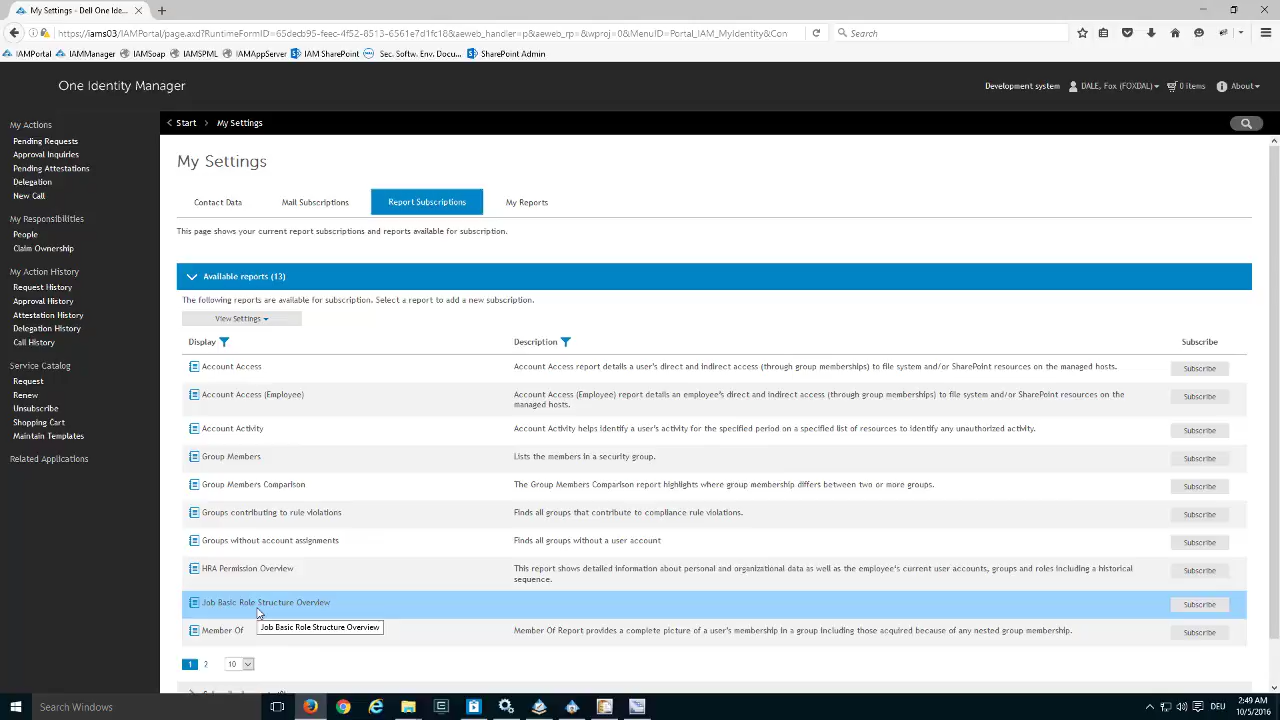 My Settings - Dell One Ide...
https://iams03/IAMPortal/page.axd?RuntimeFormID=65decb95-feec-4f52-8513-6561e7d1fc18&aeweb_handler=p&aeweb_rp=&wproj=0&MenuID=Portal_IAM_MyIdentity&Con
Search
IAMPortal IAMManager IAMSoap IAMSPML IAMAppServer IAM SharePoint Sec. Softw. Env. Docu... SharePoint Admin
One Identity Manager
Development system DALE, Fox (FOXDAL) 0 items About
Start My Settings
My Actions
Pending Requests
Approval Inquiries
Pending Attestations
Delegation
New Call
My Responsibilities
People
Claim Ownership
My Action History
Request History
Approval History
Attestation History
Delegation History
Call History
Service Catalog
Request
Renew
Unsubscribe
Shopping Cart
Maintain Templates
Related Applications
My Settings
Contact Data Mail Subscriptions Report Subscriptions My Reports
This page shows your current report subscriptions and reports available for subscription.
Available reports (13)
The following reports are available for subscription. Select a report to add a new subscription.
View Settings
Display Description Subscribe
Account Access Account Access report details a user's direct and indirect access (through group memberships) to file system and/or SharePoint resources on the managed hosts. Subscribe
Account Access (Employee) Account Access (Employee) report details an employee's direct and indirect access (through group memberships) to file system and/or SharePoint resources on the
managed hosts. Subscribe
Account Activity Account Activity helps identify a user's activity for the specified period on a specified list of resources to identify any unauthorized activity. Subscribe
Group Members Lists the members in a security group. Subscribe
Group Members Comparison The Group Members Comparison report highlights where group membership differs between two or more groups. Subscribe
Groups contributing to rule violations Finds all groups that contribute to compliance rule violations. Subscribe
Groups without account assignments Finds all groups without a user account Subscribe
HRA Permission Overview This report shows detailed information about personal and organizational data as well as the employee's current user accounts, groups and roles including a historical
sequence. Subscribe
Job Basic Role Structure Overview Subscribe
Job Basic Role Structure Overview
Member Of Member Of Report provides a complete picture of a user's membership in a group including those acquired because of any nested group membership. Subscribe
1 2 10
Search Windows
DEU 2:49 AM
10/5/2016